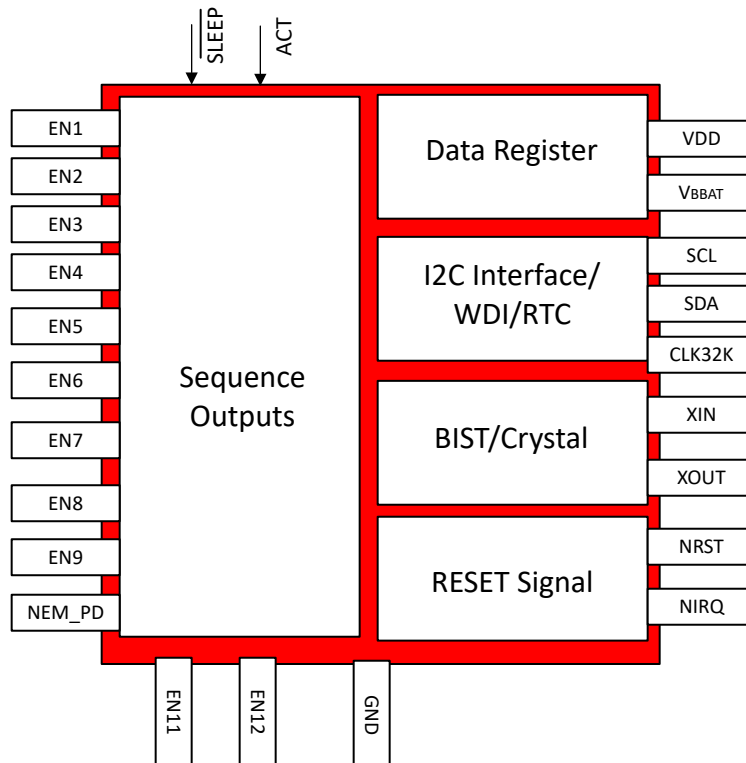 SLEEP
ACT
EN1
EN2
EN3
EN4
EN5
EN6
EN7
EN8
EN9
NEM_PD
Sequence
Outputs
Data Register
I2C Interface/
WDI/RTC
BIST/Crystal
RESET Signal
VDD
VBBAT
SCL
SDA
CLK32K
XIN
XOUT
NRST
NIRQ
EN11
EN12
GND